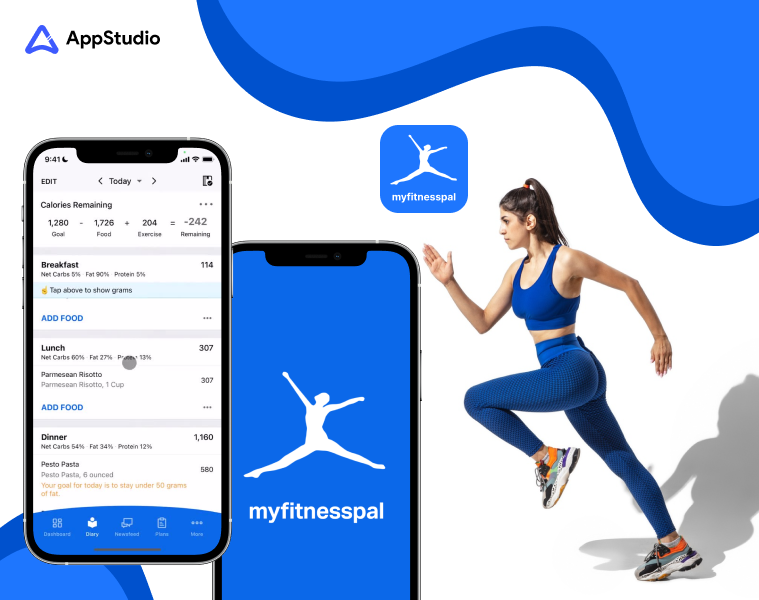 AppStudio
9:41
EDIT
Today
Calories Remaining
1,280 - 1,726 + 204 = -242
Goal Food Exercise Remaining
Breakfast 114
Net Carbs 5% · Fat 90% · Protein 5%
☝ Tap above to show grams
ADD FOOD
Lunch 307
Net Carbs 60% · Fat 27% · 13%
Parmesean Risotto
Parmesean Risotto, 1 Cup 307
ADD FOOD
Dinner 1,160
Net Carbs 54% · Fat 34% · Protein 12%
Pesto Pasta
Pesto Pasta, 6 ounced 580
Your goal for today is to stay under 50 grams
of fat.
Dashboard Diary Newsfeed Plans More
myfitnesspal
myfitnesspal